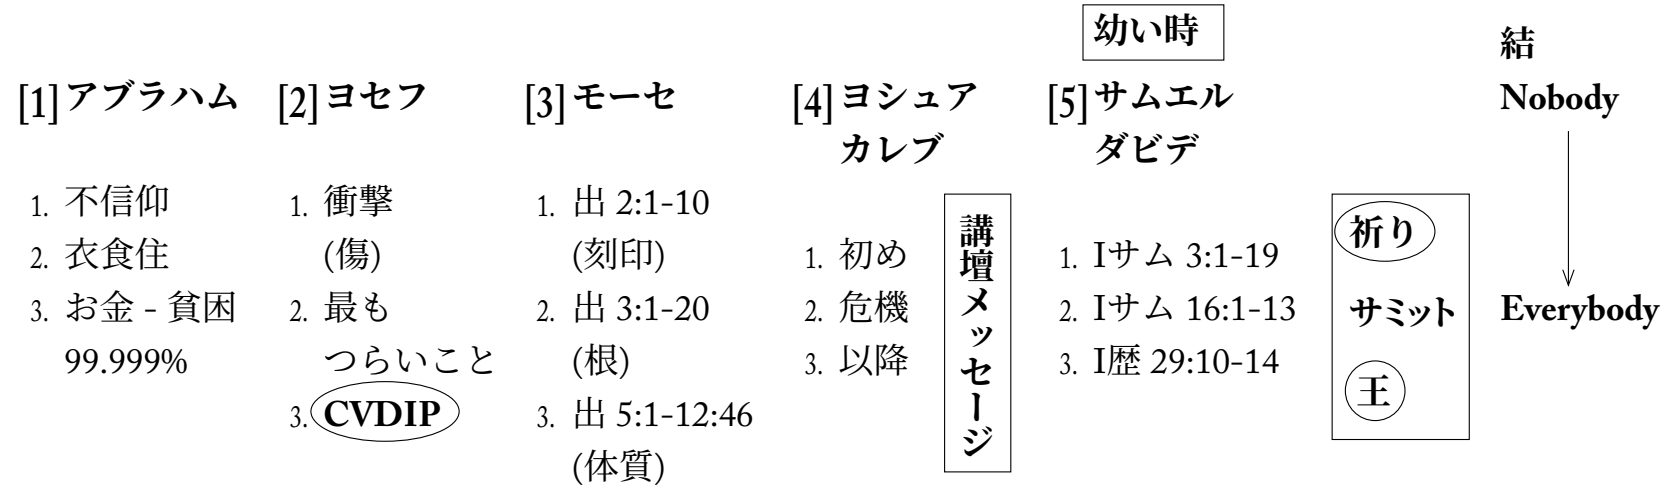 [1]アブラハム
1. 不信仰
2. 衣食住
3. お金 - 貧困
99.999%
[2]ヨセフ
1. 衝撃
(傷)
2. 最も
つらいこと
3. CVDIP
[3]モーセ
1. 出 2:1-10
(刻印)
2. 出 3:1-20
(根)
3. 出 5:1-12:46
(体質)
[4]ヨシュア
カレブ
1. 初め
2. 危機
3. 以降
講壇メッセージ
幼い時
[5]サムエル
ダビデ
1. Iサム 3:1-19
2. Iサム 16:1-13
3. I歴 29:10-14
祈り
サミット
王
結
Nobody
Everybody